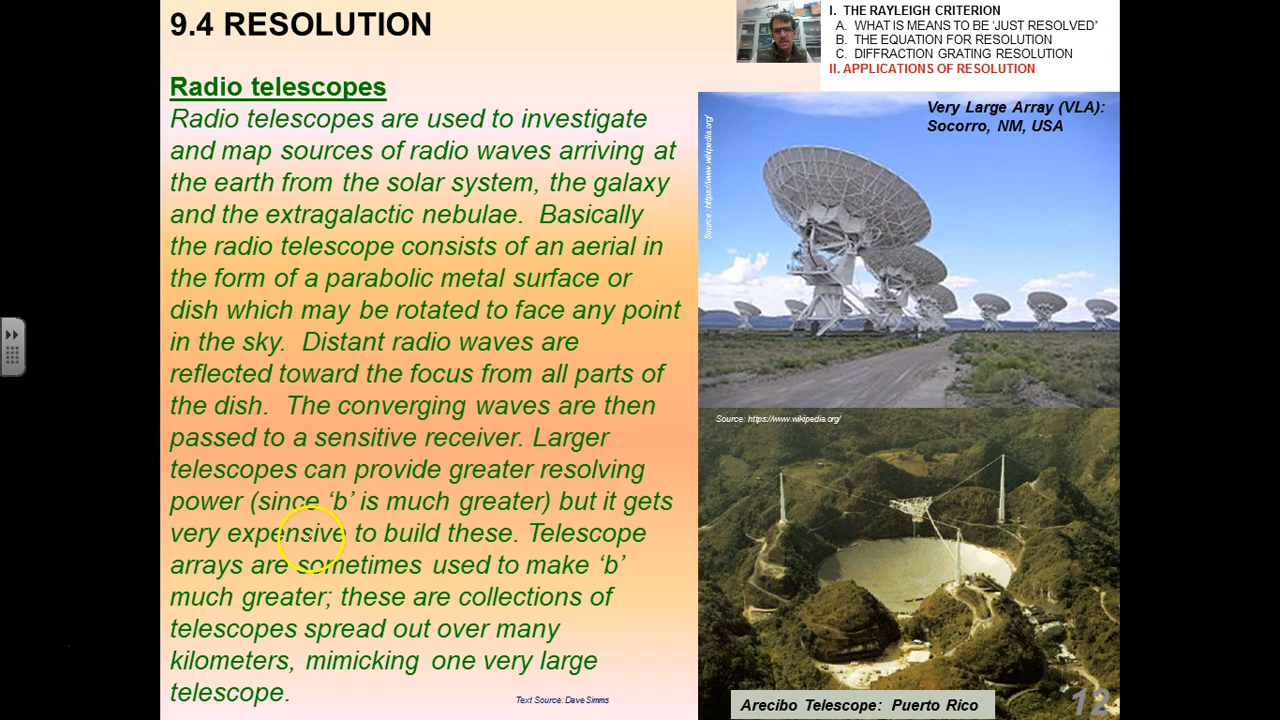 9.4 RESOLUTION
I. THE RAYLEIGH CRITERION
A. WHAT IS MEANS TO BE 'JUST RESOLVED'
B. THE EQUATION FOR RESOLUTION
C. DIFFRACTION GRATING RESOLUTION
II. APPLICATIONS OF RESOLUTION
Radio telescopes
Radio telescopes are used to investigate
and map sources of radio waves arriving at
the earth from the solar system, the galaxy
and the extragalactic nebulae. Basically
the radio telescope consists of an aerial in
the form of a parabolic metal surface or
dish which may be rotated to face any point
in the sky. Distant radio waves are
reflected toward the focus from all parts of
the dish. The converging waves are then
passed to a sensitive receiver. Larger
telescopes can provide greater resolving
power (since 'b' is much greater) but it gets
very expensive to build these. Telescope
arrays are sometimes used to make 'b'
much greater; these are collections of
telescopes spread out over many
kilometers, mimicking one very large
telescope.
Text Source: Dave Simms
Very Large Array (VLA):
Socorro, NM, USA
Source: https://www.wikipedia.org/
Source: https://www.wikipedia.org/
Arecibo Telescope: Puerto Rico
12